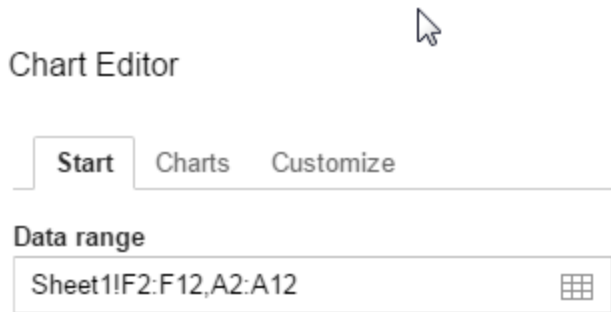 Chart Editor
Start Charts Customize
Data range
Sheet1!F2:F12,A2:A12